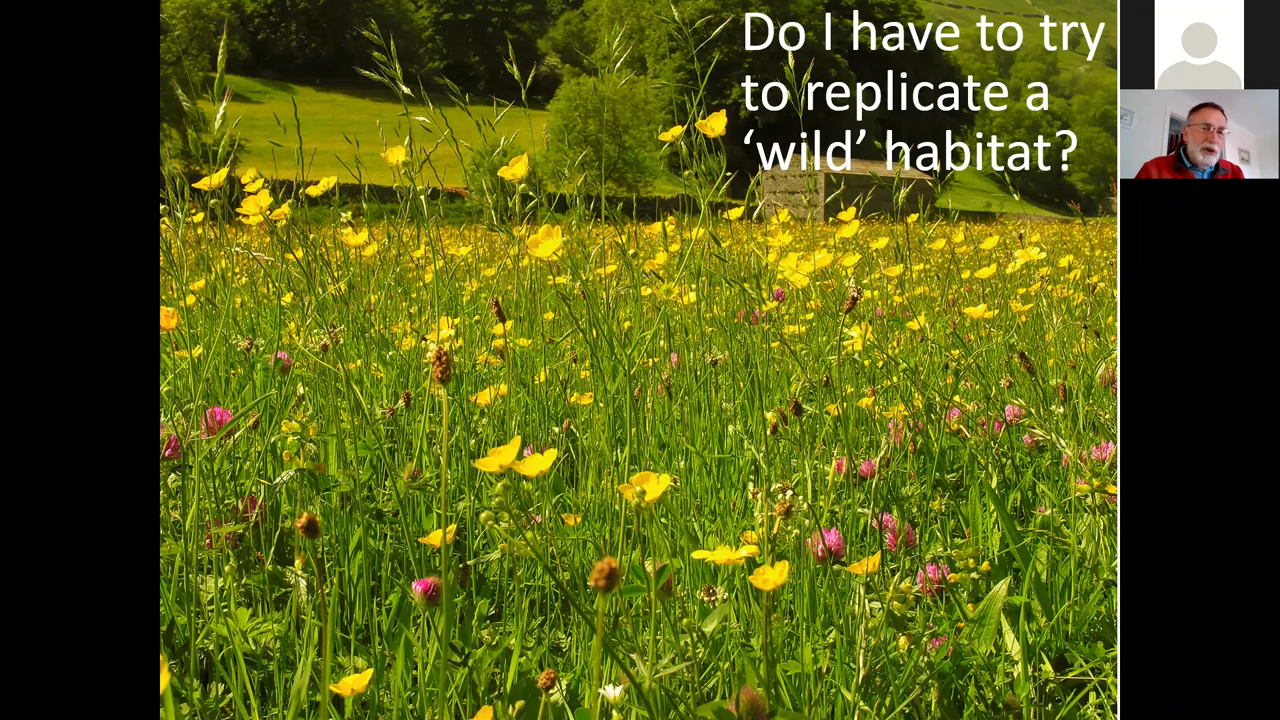 Do I have to try
to replicate a
‘wild’ habitat?